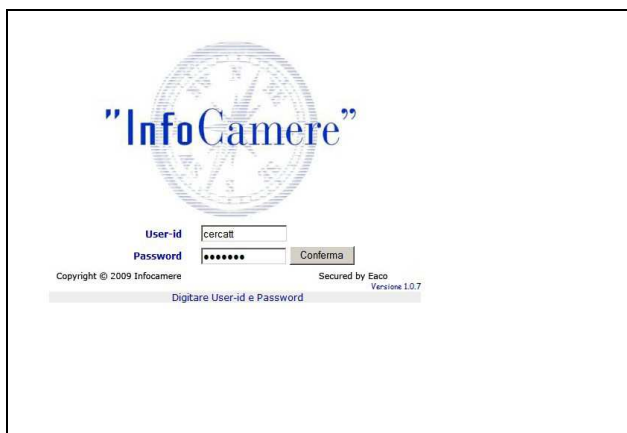 "InfoCamere"
User-id cercatt
Password ••••••• Conferma
Copyright © 2009 Infocamere Secured by Eaco
Versione 1.0.7
Digitare User-id e Password